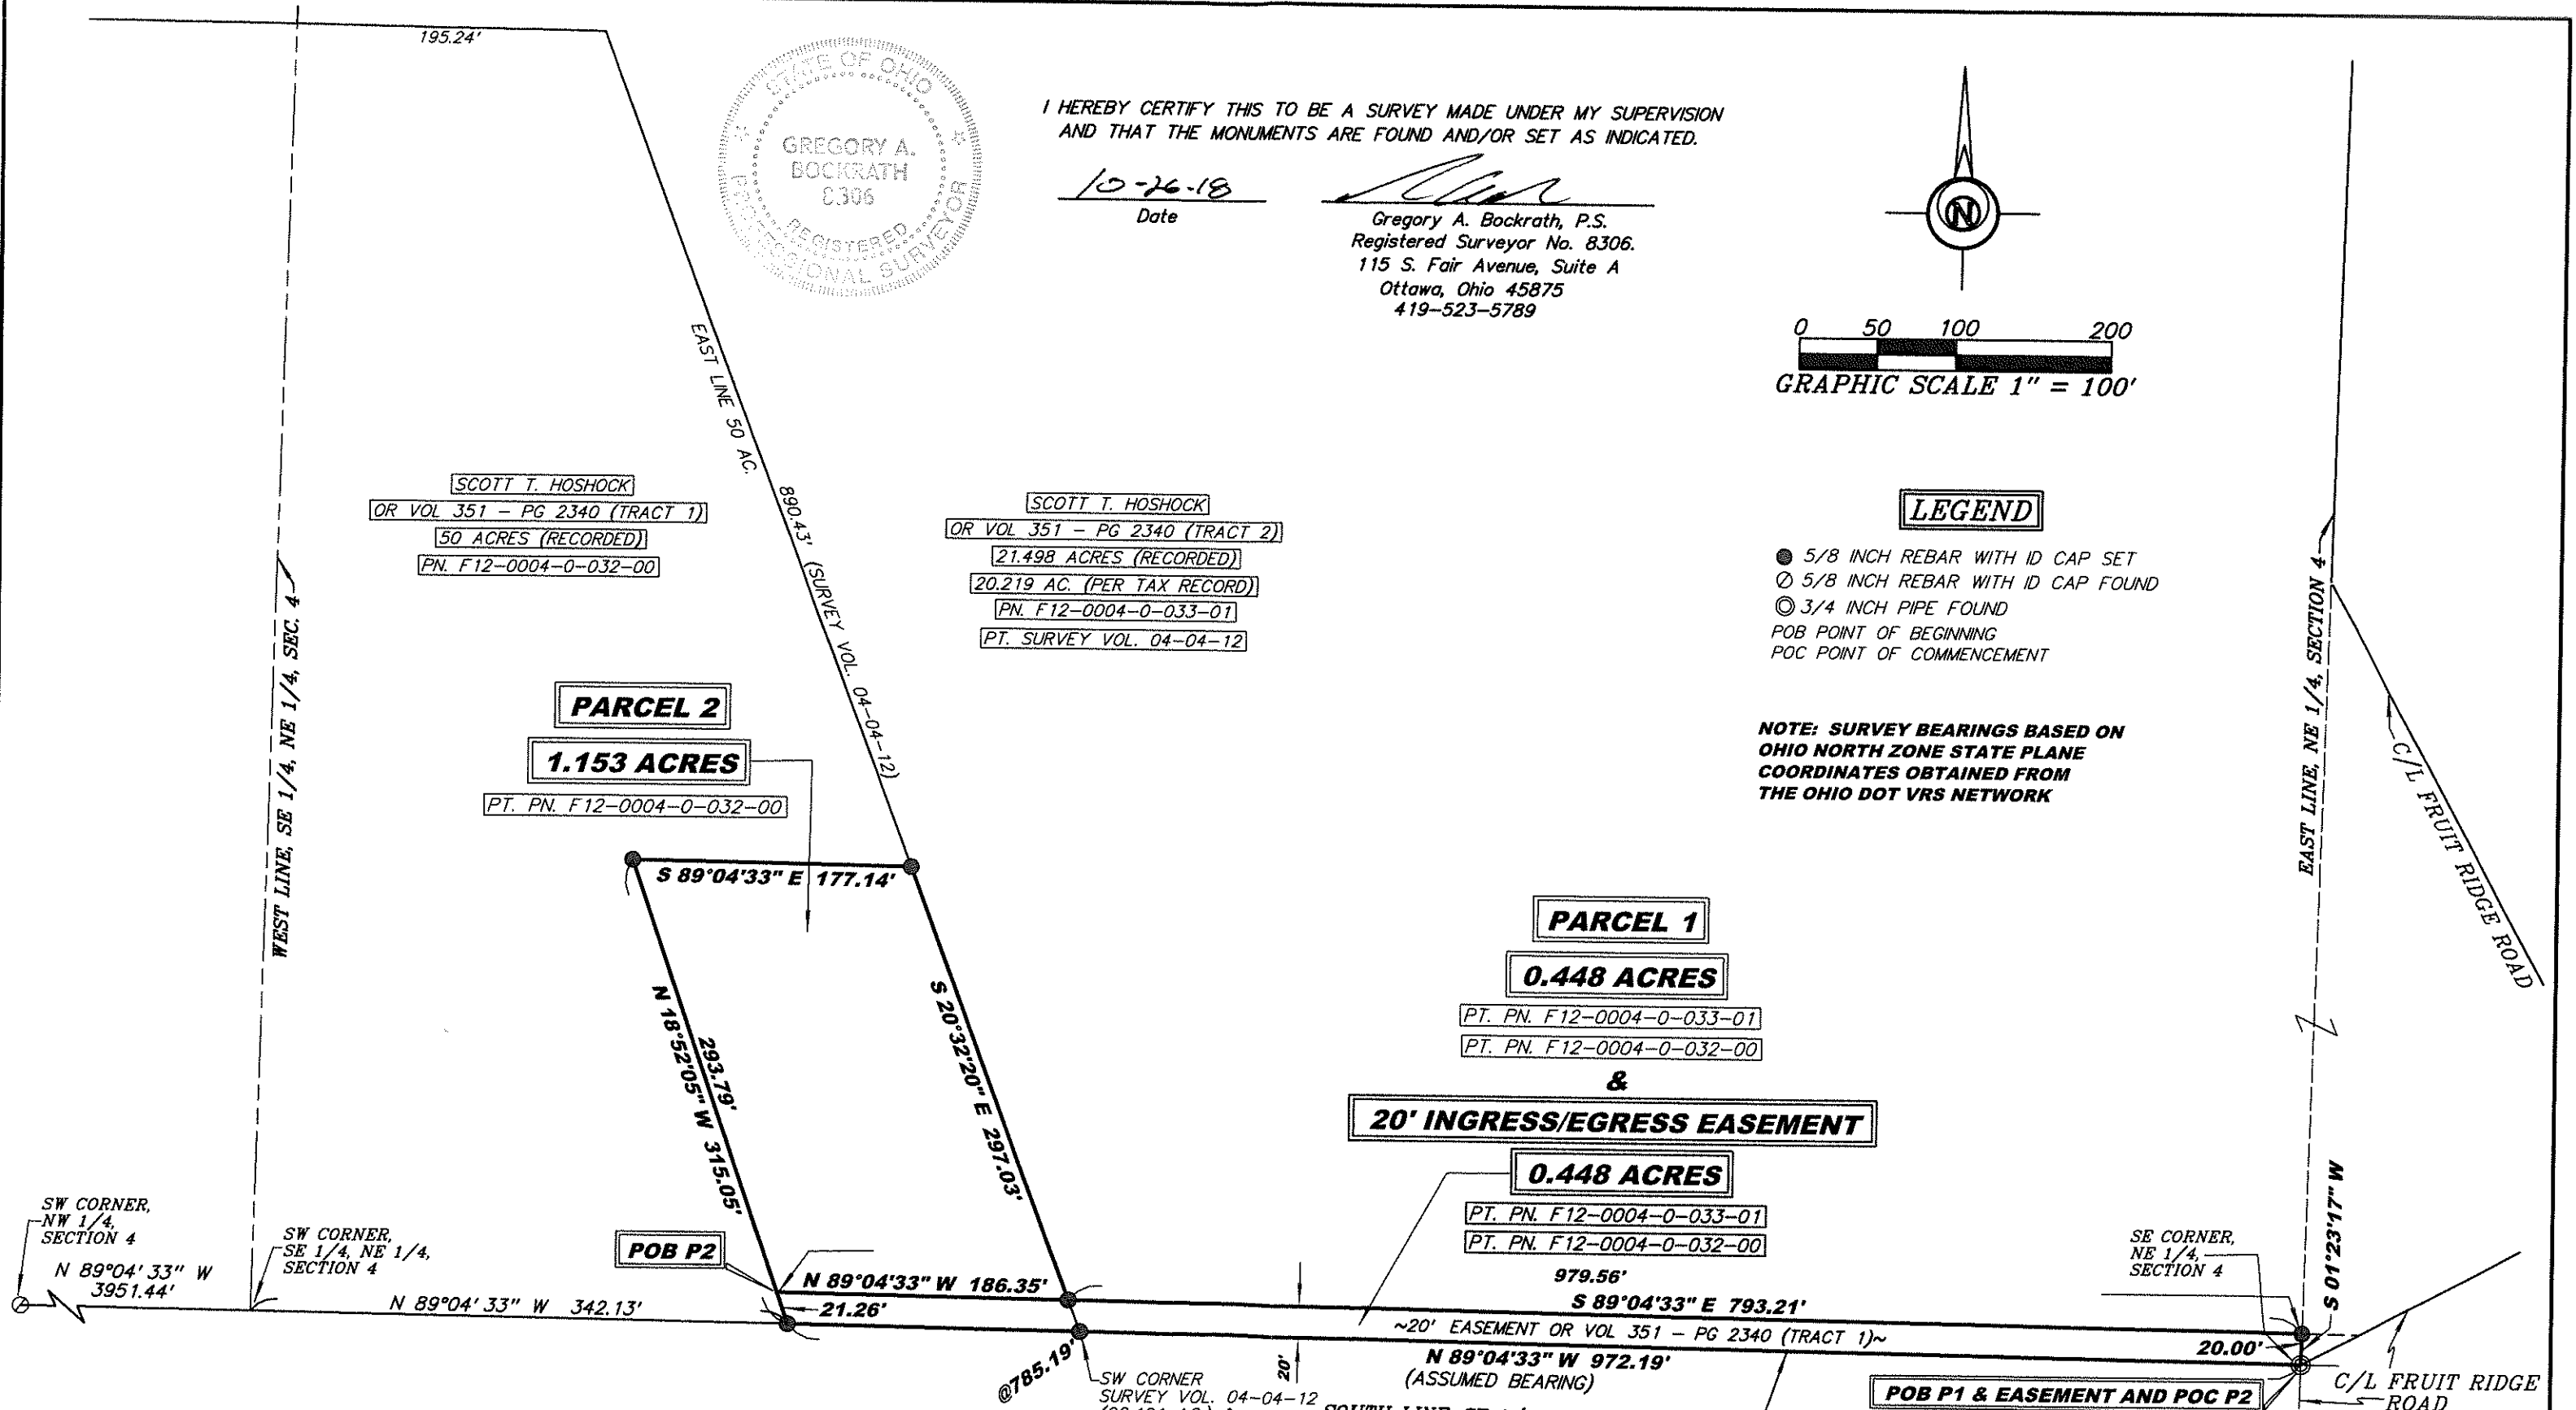 195.24'
STATE OF OHIO
GREGORY A.
BOCKRATH
8306
REGISTERED
PROFESSIONAL SURVEYOR
I HEREBY CERTIFY THIS TO BE A SURVEY MADE UNDER MY SUPERVISION
AND THAT THE MONUMENTS ARE FOUND AND/OR SET AS INDICATED.
10-26-18
Date
Gregory A. Bockrath, P.S.
Registered Surveyor No. 8306.
115 S. Fair Avenue, Suite A
Ottawa, Ohio 45875
419-523-5789
N
0 50 100 200
GRAPHIC SCALE 1" = 100'
EAST LINE 50 AC.
890.43' (SURVEY VOL. 04-04-12)
SCOTT T. HOSHOCK
OR VOL 351 - PG 2340 (TRACT 1)
50 ACRES (RECORDED)
PN. F12-0004-0-032-00
SCOTT T. HOSHOCK
OR VOL 351 - PG 2340 (TRACT 2)
21.498 ACRES (RECORDED)
20.219 AC. (PER TAX RECORD)
PN. F12-0004-0-033-01
PT. SURVEY VOL. 04-04-12
LEGEND
5/8 INCH REBAR WITH ID CAP SET
5/8 INCH REBAR WITH ID CAP FOUND
3/4 INCH PIPE FOUND
POB POINT OF BEGINNING
POC POINT OF COMMENCEMENT
NOTE: SURVEY BEARINGS BASED ON
OHIO NORTH ZONE STATE PLANE
COORDINATES OBTAINED FROM
THE OHIO DOT VRS NETWORK
WEST LINE, SE 1/4, NE 1/4, SEC. 4
EAST LINE, NE 1/4, SECTION 4
C/L FRUIT RIDGE ROAD
PARCEL 2
1.153 ACRES
PT. PN. F12-0004-0-032-00
S 89°04'33" E 177.14'
293.79'
N 18°52'05" W 315.05'
S 20°32'20" E 297.03'
PARCEL 1
0.448 ACRES
PT. PN. F12-0004-0-033-01
PT. PN. F12-0004-0-032-00
&
20' INGRESS/EGRESS EASEMENT
0.448 ACRES
PT. PN. F12-0004-0-033-01
PT. PN. F12-0004-0-032-00
979.56'
S 89°04'33" E 793.21'
SW CORNER,
NW 1/4,
SECTION 4
N 89°04'33" W
3951.44'
SW CORNER,
SE 1/4, NE 1/4,
SECTION 4
N 89°04'33" W 342.13'
POB P2
N 89°04'33" W 186.35'
21.26'
~20' EASEMENT OR VOL 351 - PG 2340 (TRACT 1)~
N 89°04'33" W 972.19'
(ASSUMED BEARING)
20'
@785.19'
SW CORNER
SURVEY VOL. 04-04-12
SE CORNER,
NE 1/4,
SECTION 4
S 01°23'17" W
20.00'
POB P1 & EASEMENT AND POC P2
C/L FRUIT RIDGE
ROAD